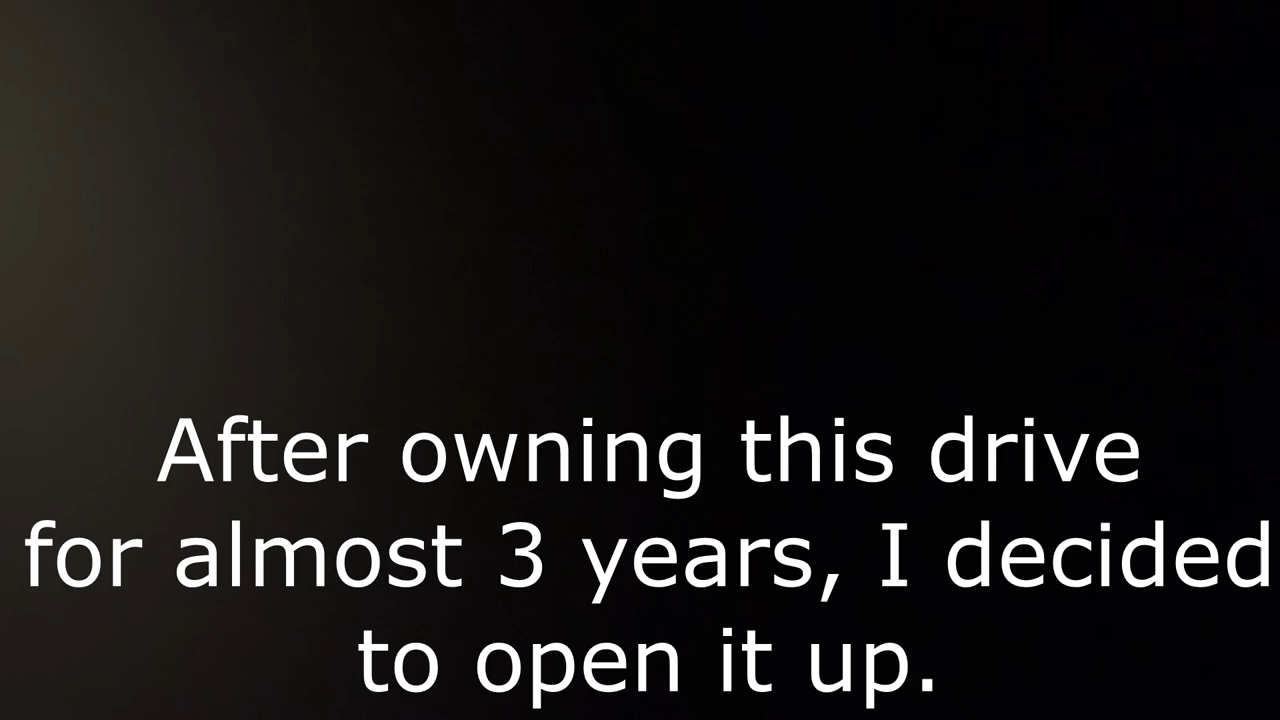 After owning this drive
for almost 3 years, I decided
to open it up.